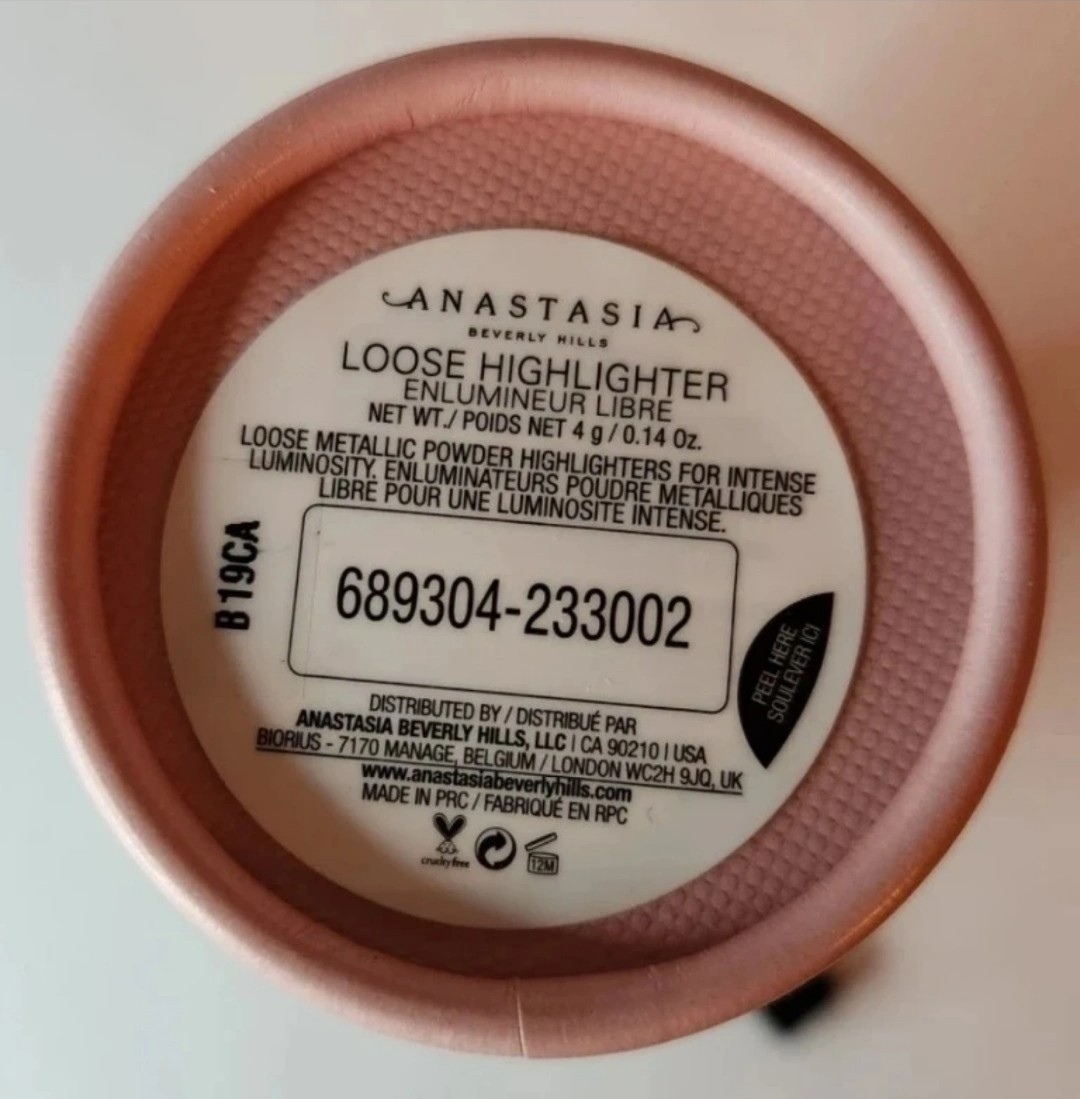 ANASTASIA
BEVERLY HILLS
LOOSE HIGHLIGHTER
ENLUMINEUR LIBRE
NET WT./ POIDS NET 4 g / 0.14 Oz.
LOOSE METALLIC POWDER HIGHLIGHTERS FOR INTENSE
LUMINOSITY. ENLUMINATEURS POUDRE METALLIQUES
LIBRE POUR UNE LUMINOSITE INTENSE.
B19CA
689304-233002
PEEL HERE
SOULEVER ICI
DISTRIBUTED BY / DISTRIBUÉ PAR
ANASTASIA BEVERLY HILLS, LLC | CA 90210 | USA
BIORIUS - 7170 MANAGE, BELGIUM / LONDON WC2H 9JQ, UK
www.anastasiabeverlyhills.com
MADE IN PRC / FABRIQUÉ EN RPC
crueltyfree
12M